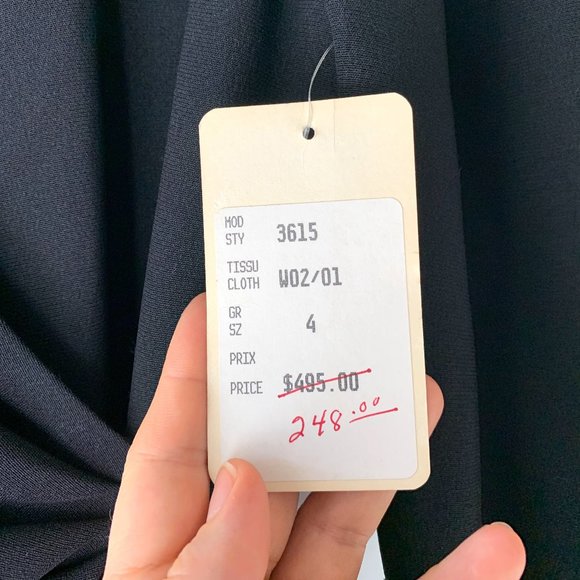 MOD
STY 3615
TISSU
CLOTH W02/01
GR
SZ 4
PRIX
PRICE $495.00
248.00